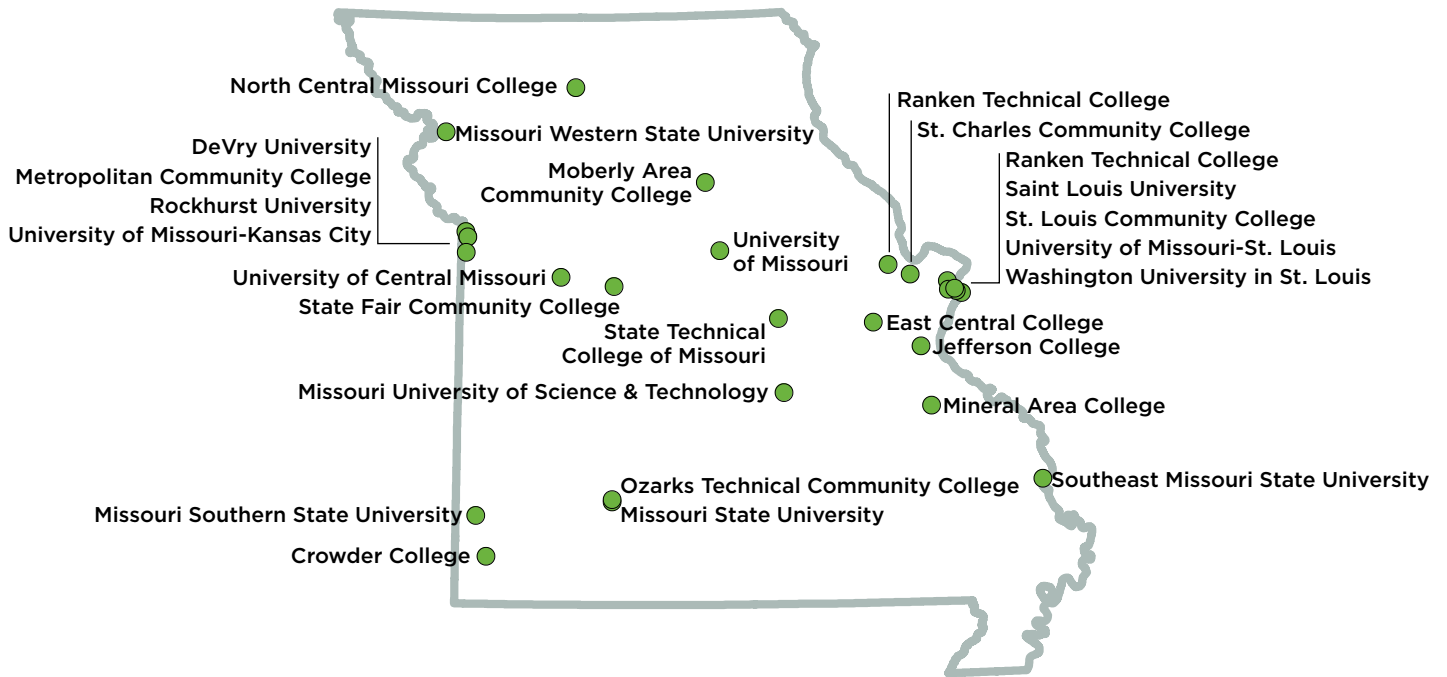 North Central Missouri College
Missouri Western State University
DeVry University
Metropolitan Community College
Rockhurst University
University of Missouri-Kansas City
Moberly Area
Community College
University
of Missouri
Ranken Technical College
St. Charles Community College
Ranken Technical College
Saint Louis University
St. Louis Community College
University of Missouri-St. Louis
Washington University in St. Louis
University of Central Missouri
State Fair Community College
State Technical
College of Missouri
East Central College
Jefferson College
Missouri University of Science & Technology
Mineral Area College
Ozarks Technical Community College
Missouri State University
Southeast Missouri State University
Missouri Southern State University
Crowder College